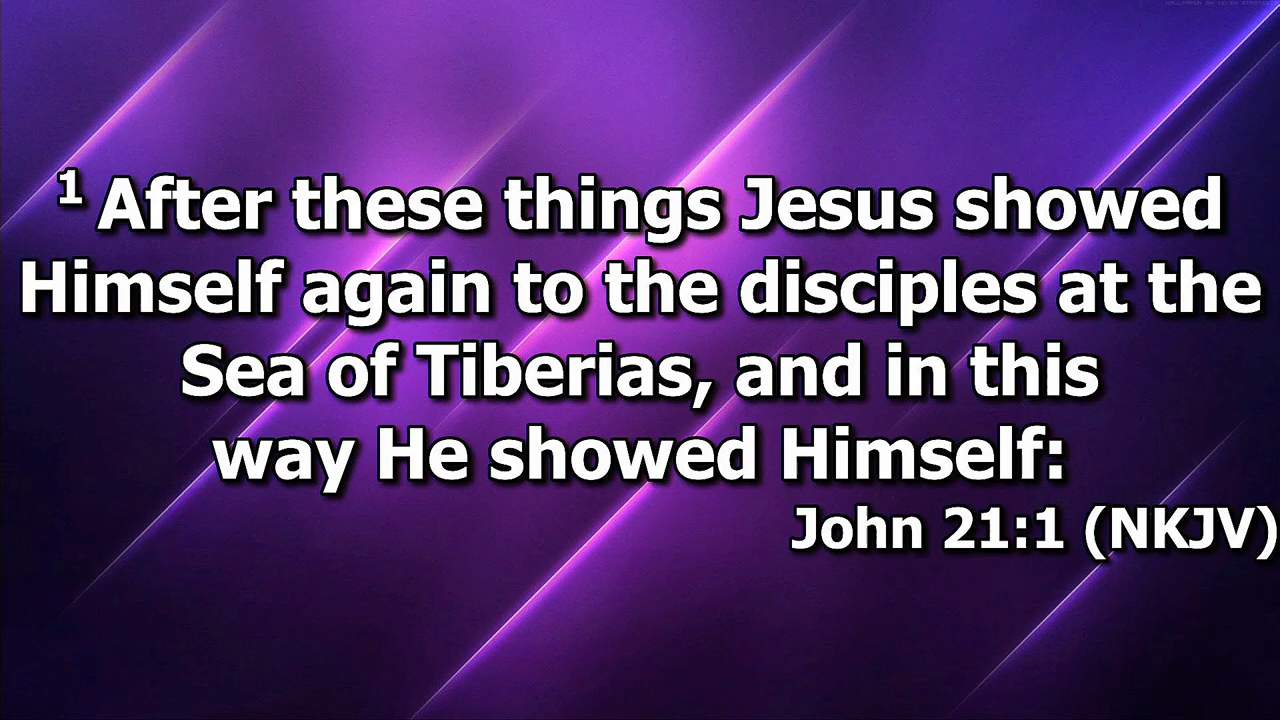 1 After these things Jesus showed
Himself again to the disciples at the
Sea of Tiberias, and in this
way He showed Himself:
John 21:1 (NKJV)